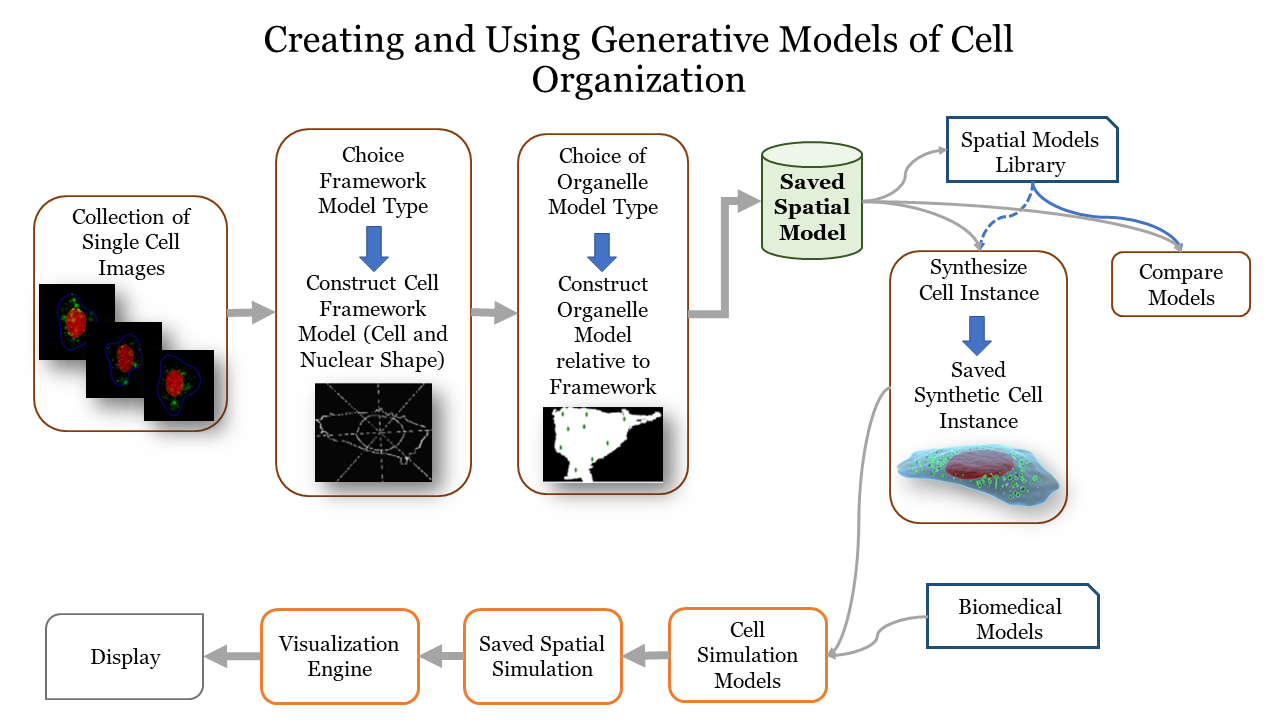 Creating and Using Generative Models of Cell
Organization
Collection of
Single Cell
Images
Choice
Framework
Model Type
Construct Cell
Framework
Model (Cell and
Nuclear Shape)
Choice of
Organelle
Model Type
Construct
Organelle
Model
relative to
Framework
Saved
Spatial
Model
Spatial Models
Library
Synthesize
Cell Instance
Saved
Synthetic Cell
Instance
Compare
Models
Biomedical
Models
Cell
Simulation
Models
Saved Spatial
Simulation
Visualization
Engine
Display